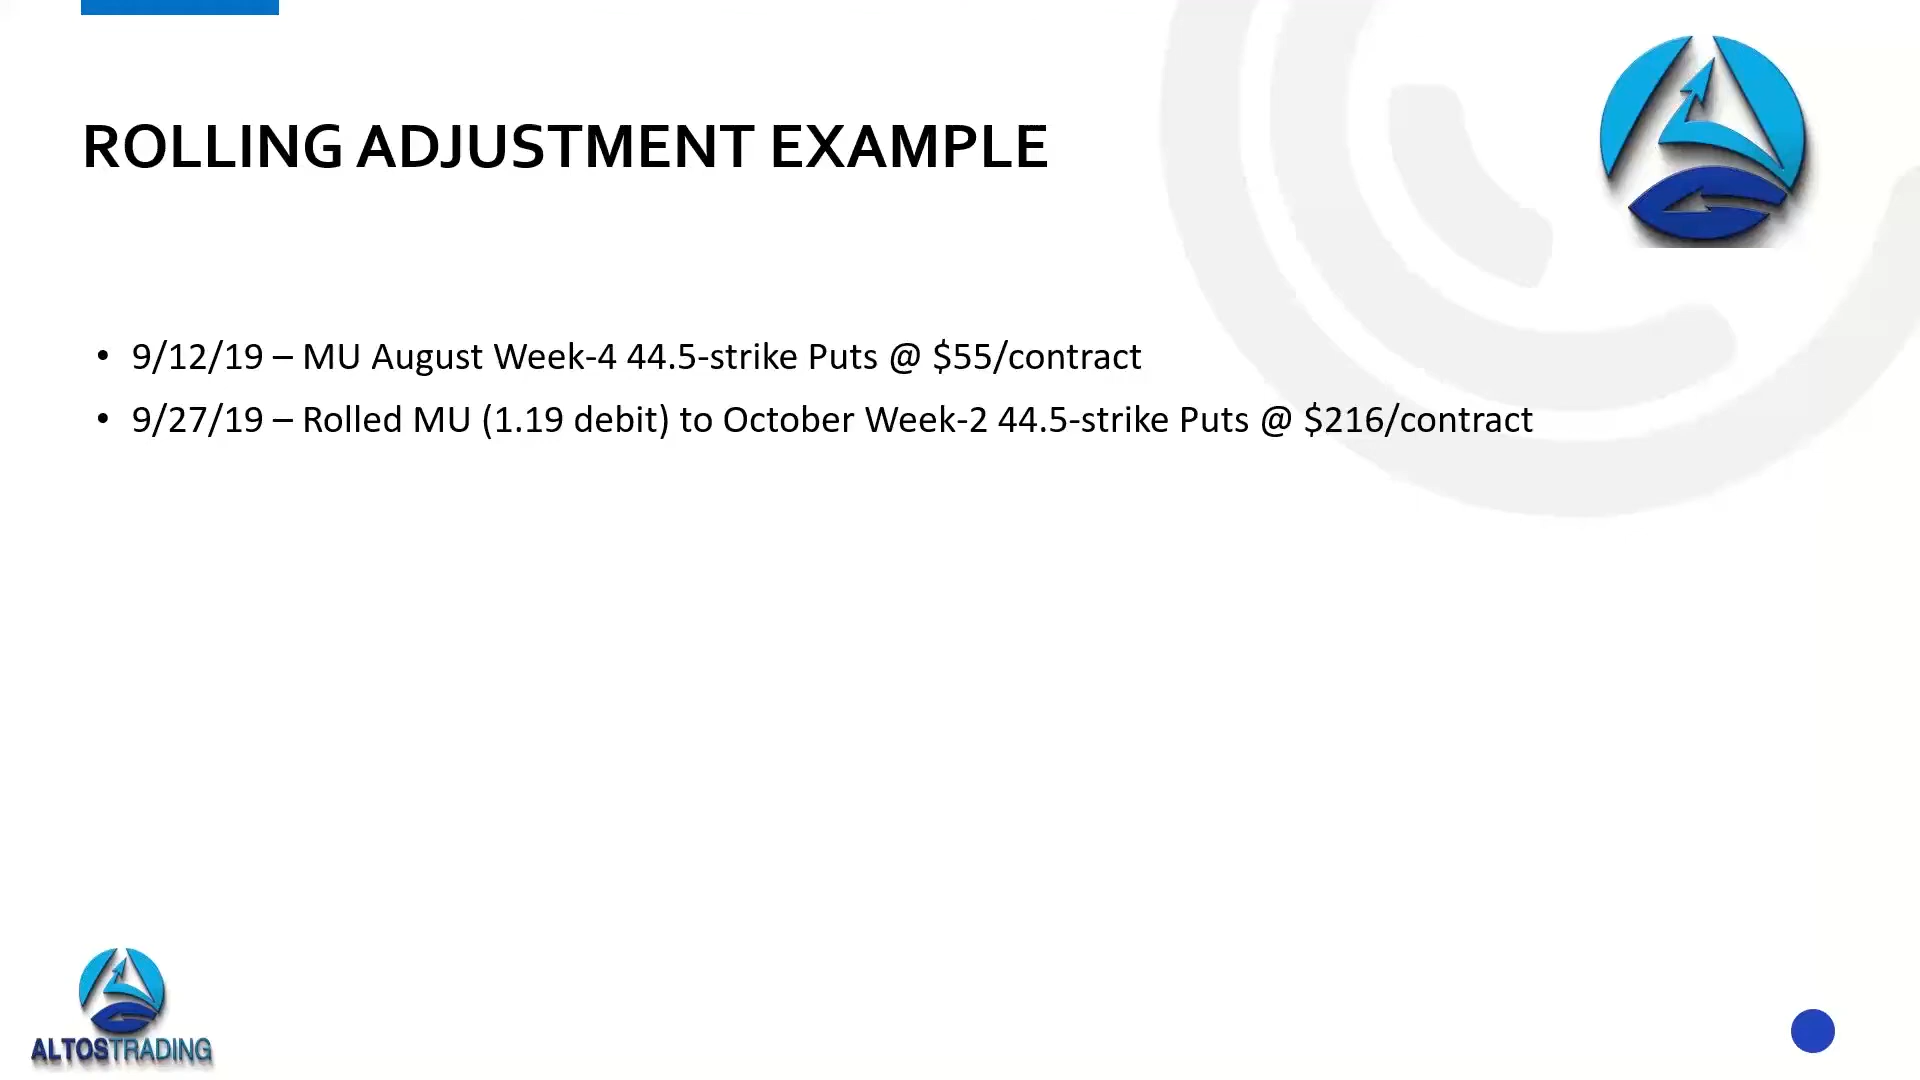 ROLLING ADJUSTMENT EXAMPLE
• 9/12/19 – MU August Week-4 44.5-strike Puts @ $55/contract
• 9/27/19 – Rolled MU (1.19 debit) to October Week-2 44.5-strike Puts @ $216/contract
ALTOSTRADING